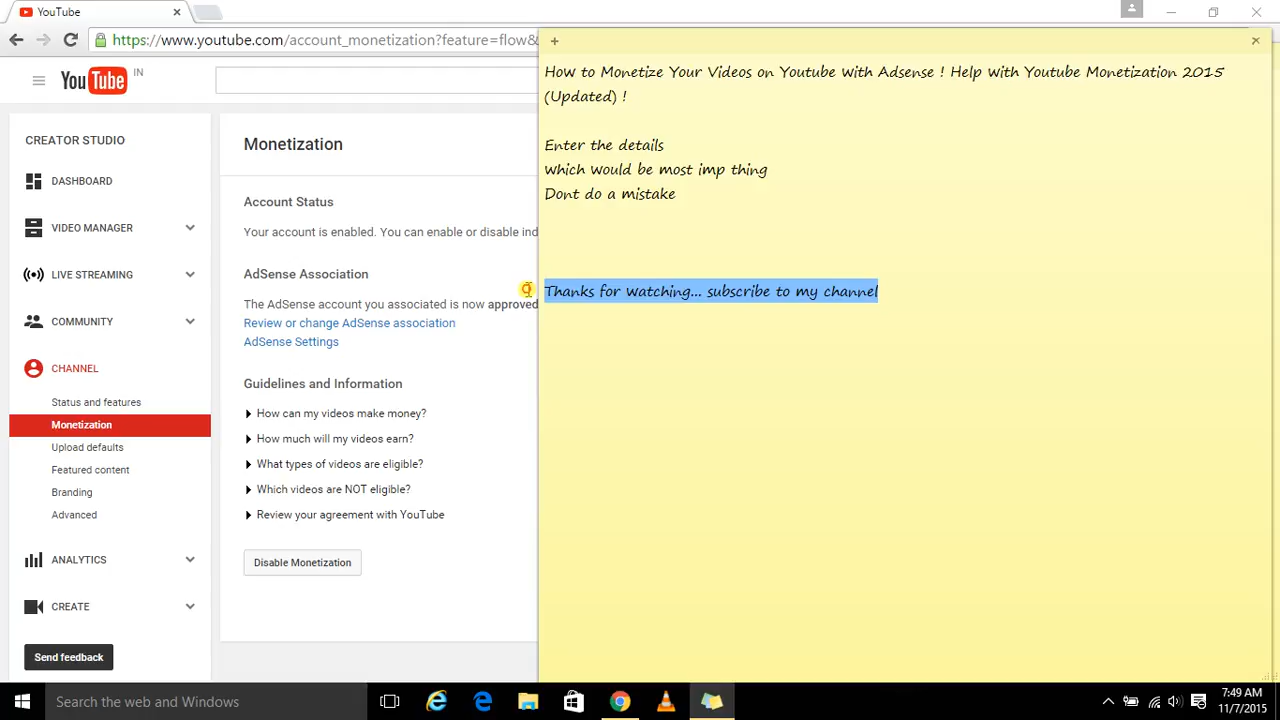 YouTube
https://www.youtube.com/account_monetization?feature=flow&
YouTube IN
How to Monetize Your Videos on Youtube with Adsense ! Help With Youtube Monetization 2015
(Updated) !
Enter the details
which would be most imp thing
Dont do a mistake
Thanks for Watching... subscribe to my channel
CREATOR STUDIO
DASHBOARD
VIDEO MANAGER
LIVE STREAMING
COMMUNITY
CHANNEL
Status and features
Monetization
Upload defaults
Featured content
Branding
Advanced
ANALYTICS
CREATE
Send feedback
Monetization
Account Status
Your account is enabled. You can enable or disable ind
AdSense Association
The AdSense account you associated is now approved
Review or change AdSense association
AdSense Settings
Guidelines and Information
How can my videos make money?
How much will my videos earn?
What types of videos are eligible?
Which videos are NOT eligible?
Review your agreement with YouTube
Disable Monetization
Search the web and Windows
7:49 AM
11/7/2015